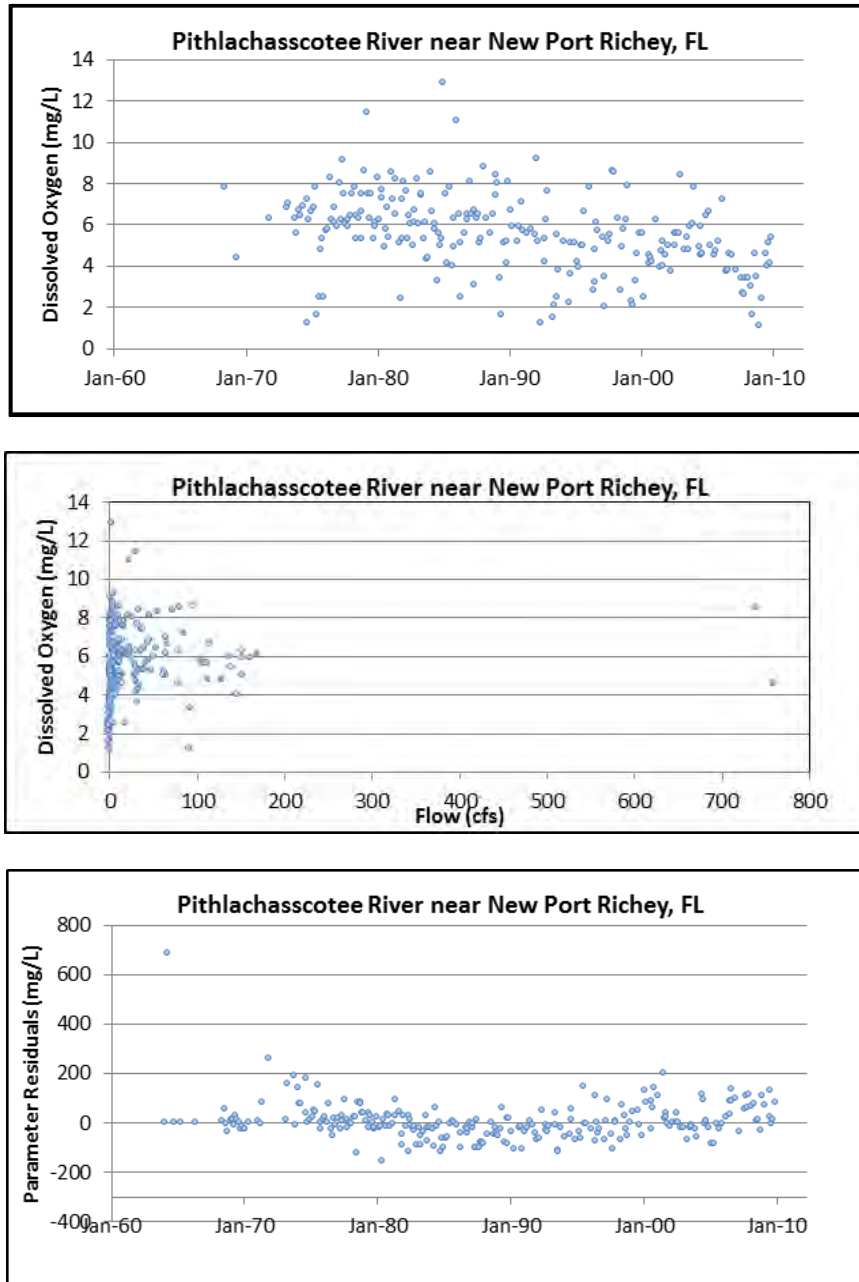 Pithlachasscotee River near New Port Richey, FL
14
12
10
8
6
4
2
0
Dissolved Oxygen (mg/L)
Jan-60 Jan-70 Jan-80 Jan-90 Jan-00 Jan-10
Pithlachasscotee River near New Port Richey, FL
14
12
10
8
6
4
2
0
Dissolved Oxygen (mg/L)
0 100 200 300 400 500 600 700 800
Flow (cfs)
Pithlachasscotee River near New Port Richey, FL
800
600
400
200
0
-200
-400
Parameter Residuals (mg/L)
Jan-60 Jan-70 Jan-80 Jan-90 Jan-00 Jan-10